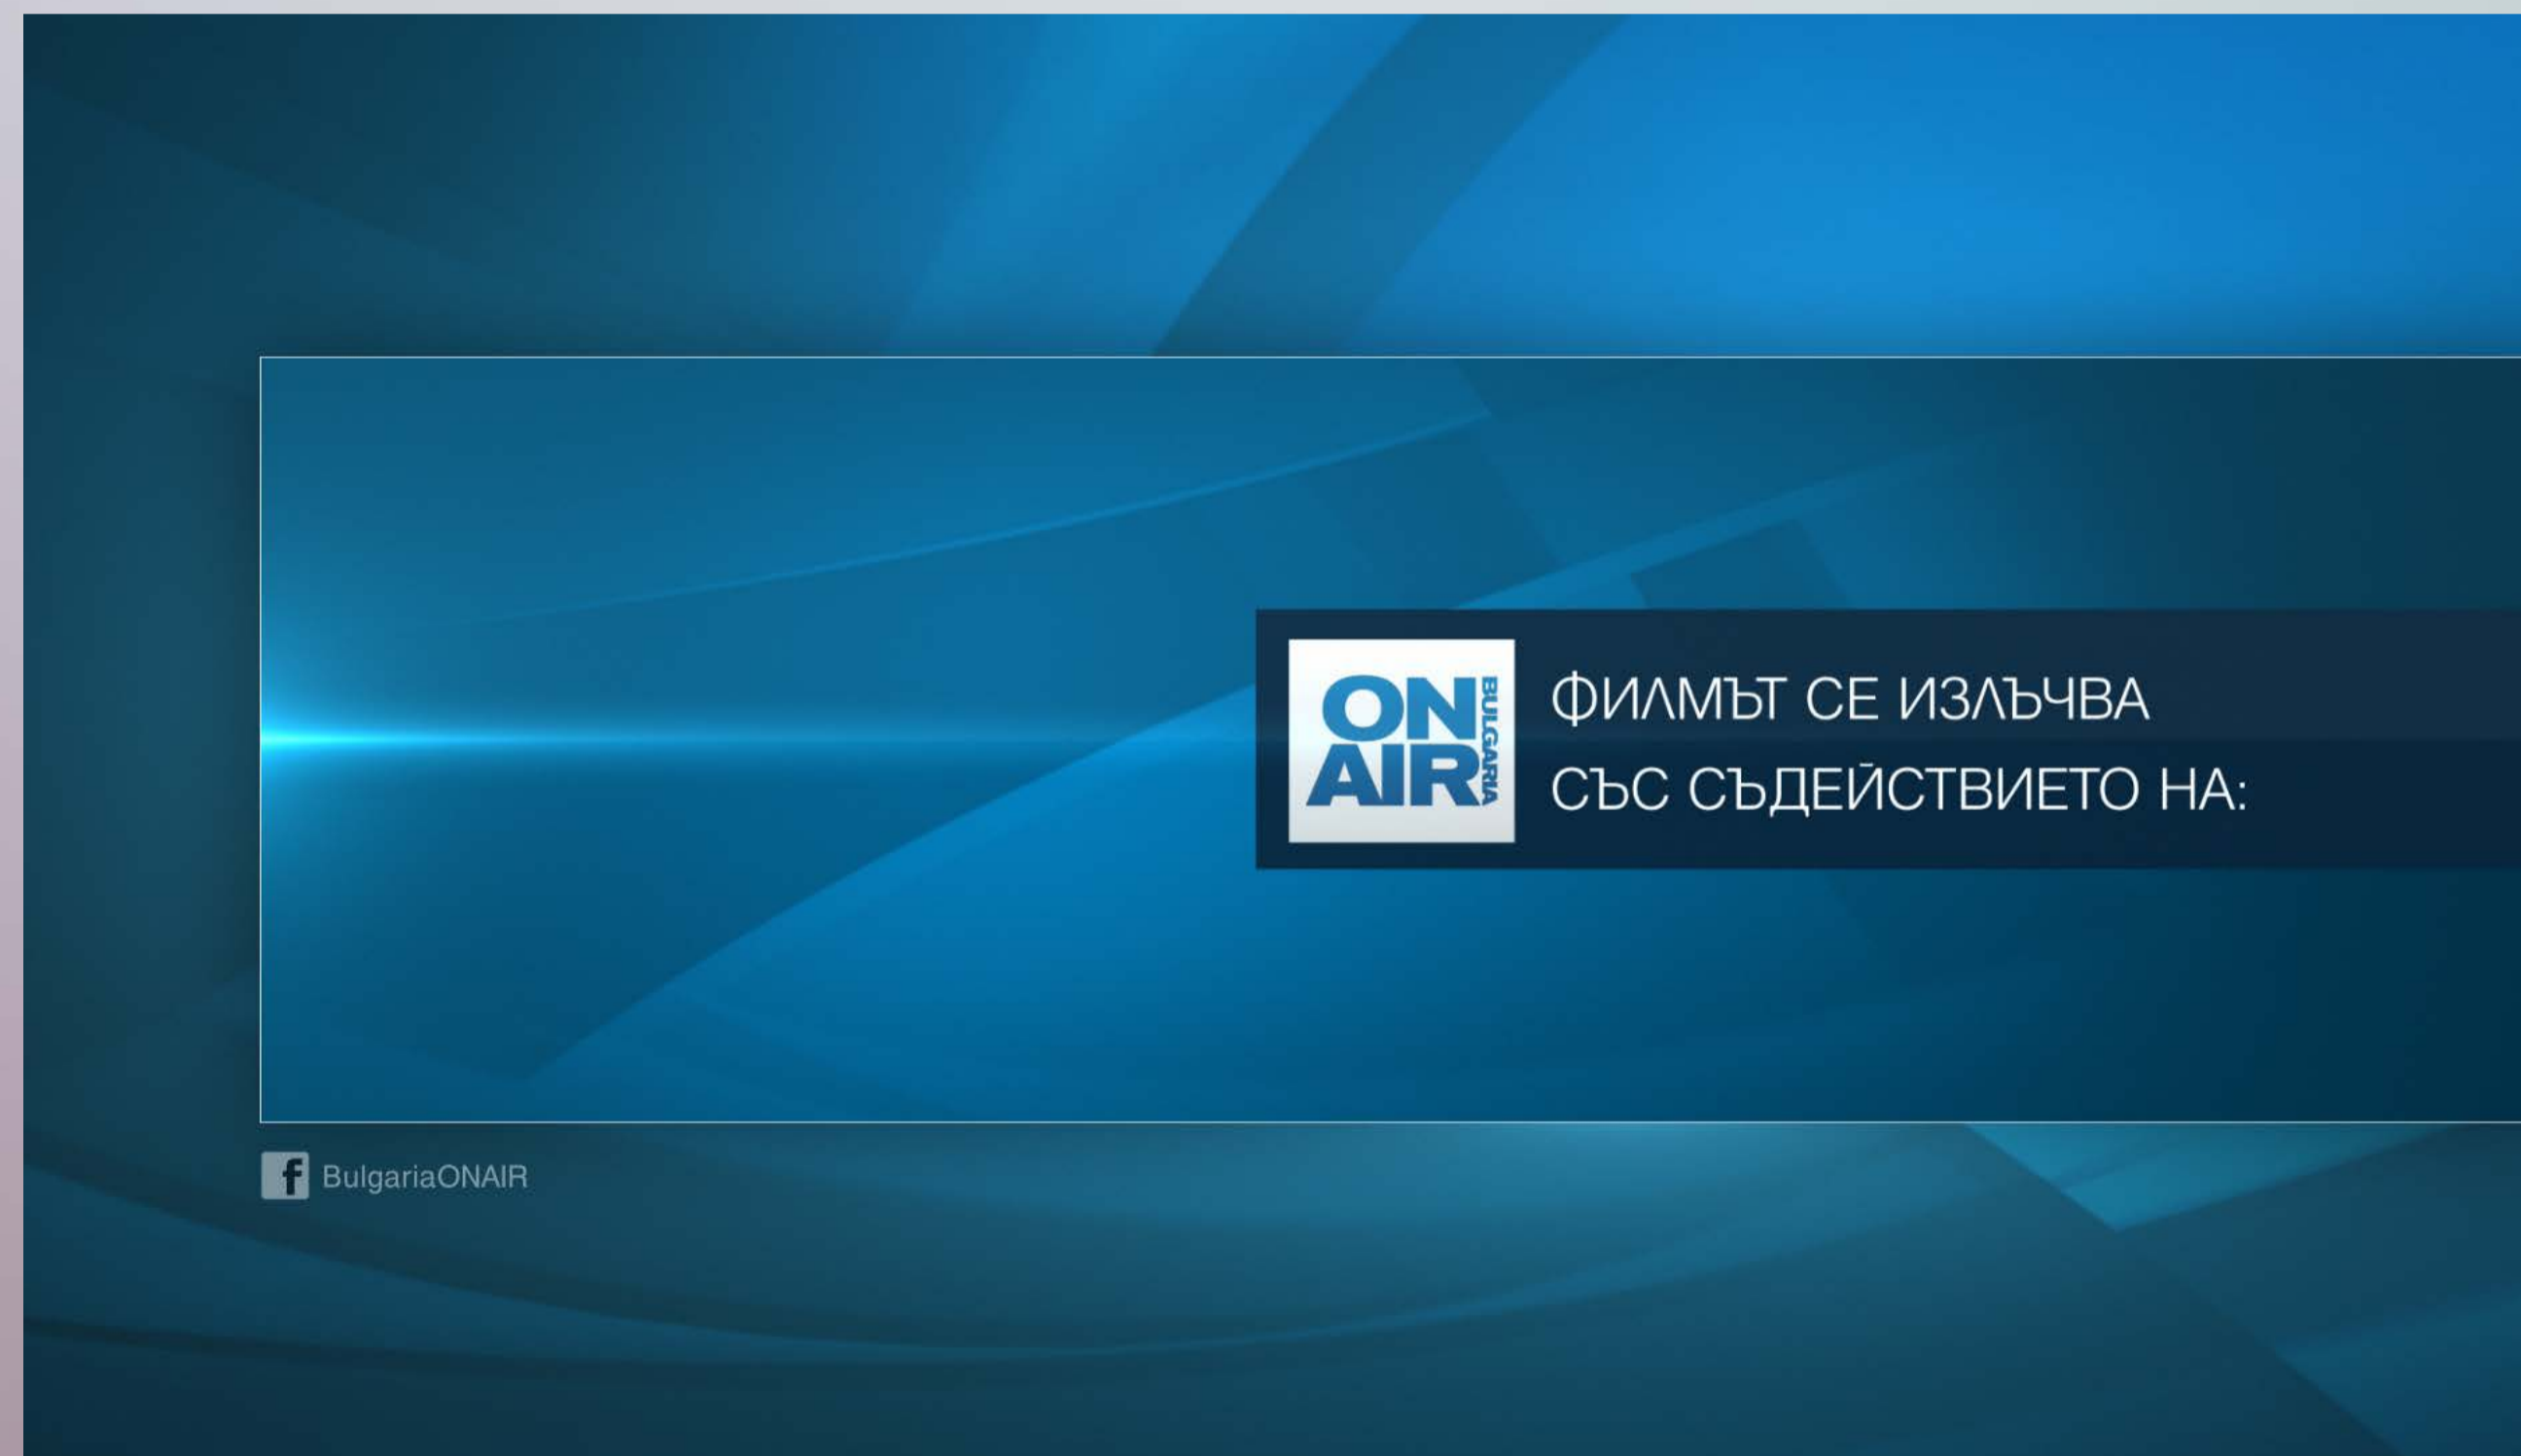 ON
AIR
BULGARIA
ФИЛМЪТ СЕ ИЗЛЪЧВА
СЪС СЪДЕЙСТВИЕТО НА:
f BulgariaONAIR